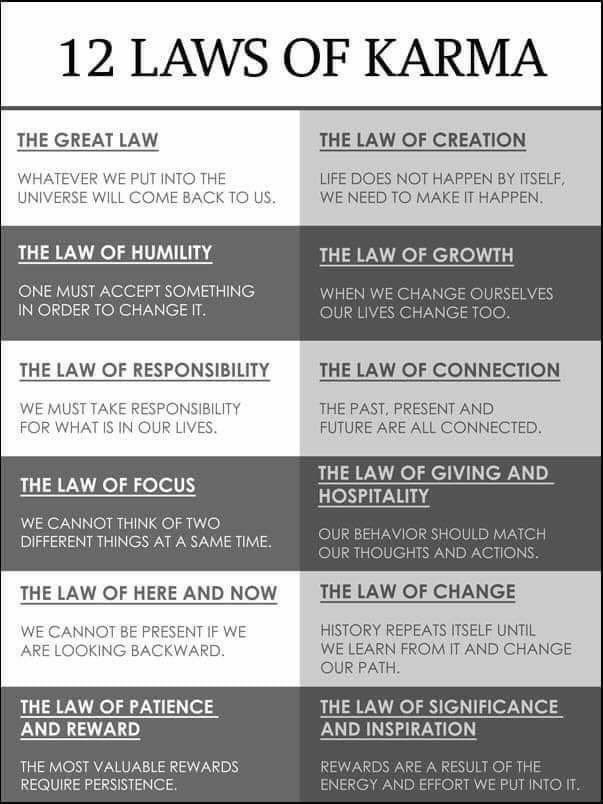 12 LAWS OF KARMA
THE GREAT LAW
WHATEVER WE PUT INTO THE
UNIVERSE WILL COME BACK TO US.
THE LAW OF CREATION
LIFE DOES NOT HAPPEN BY ITSELF,
WE NEED TO MAKE IT HAPPEN.
THE LAW OF HUMILITY
ONE MUST ACCEPT SOMETHING
IN ORDER TO CHANGE IT.
THE LAW OF GROWTH
WHEN WE CHANGE OURSELVES
OUR LIVES CHANGE TOO.
THE LAW OF RESPONSIBILITY
WE MUST TAKE RESPONSIBILITY
FOR WHAT IS IN OUR LIVES.
THE LAW OF CONNECTION
THE PAST, PRESENT AND
FUTURE ARE ALL CONNECTED.
THE LAW OF FOCUS
WE CANNOT THINK OF TWO
DIFFERENT THINGS AT A SAME TIME.
THE LAW OF GIVING AND
HOSPITALITY
OUR BEHAVIOR SHOULD MATCH
OUR THOUGHTS AND ACTIONS.
THE LAW OF HERE AND NOW
WE CANNOT BE PRESENT IF WE
ARE LOOKING BACKWARD.
THE LAW OF CHANGE
HISTORY REPEATS ITSELF UNTIL
WE LEARN FROM IT AND CHANGE
OUR PATH.
THE LAW OF PATIENCE
AND REWARD
THE MOST VALUABLE REWARDS
REQUIRE PERSISTENCE.
THE LAW OF SIGNIFICANCE
AND INSPIRATION
REWARDS ARE A RESULT OF THE
ENERGY AND EFFORT WE PUT INTO IT.